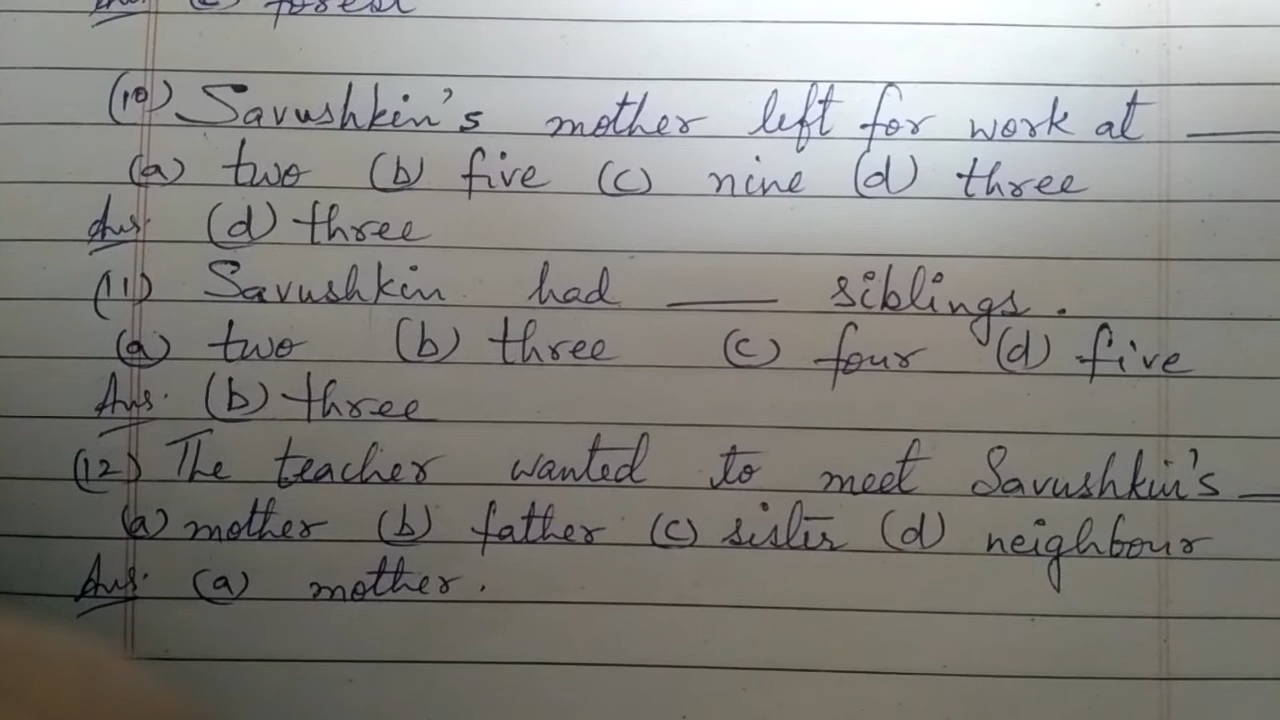 Ans. (c) forest
(10) Savushkin's mother left for work at ___
(a) two (b) five (c) nine (d) three
Ans. (d) three
(11) Savushkin had ___ siblings.
(a) two (b) three (c) four (d) five
Ans. (b) three
(12) The teacher wanted to meet Savushkin's ___
(a) mother (b) father (c) sister (d) neighbour
Ans. (a) mother.